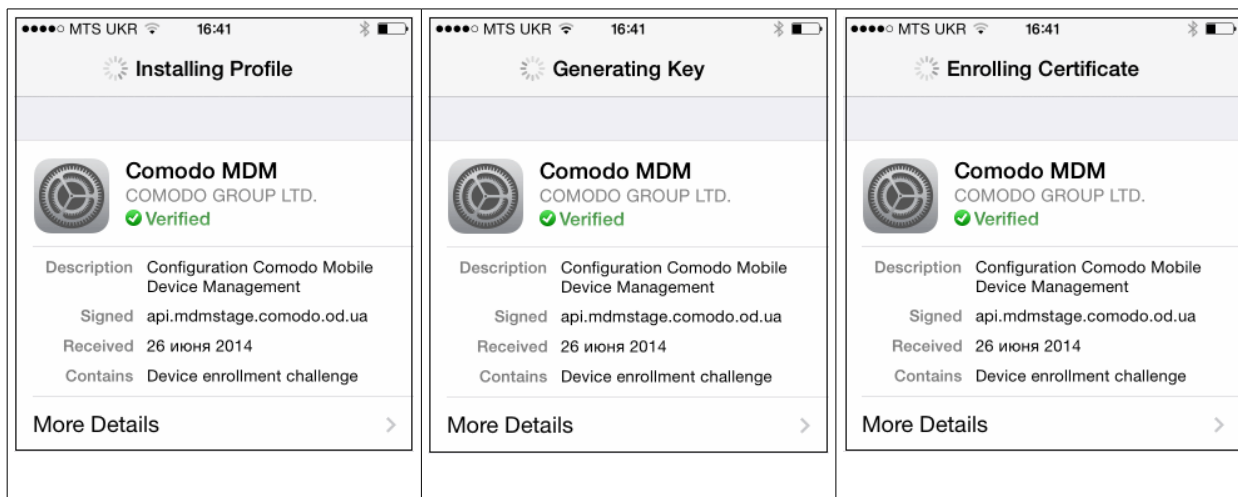 MTS UKR 16:41
Installing Profile
Comodo MDM
COMODO GROUP LTD.
Verified
Description Configuration Comodo Mobile
Device Management
Signed api.mdmstage.comodo.od.ua
Received 26 июня 2014
Contains Device enrollment challenge
More Details
MTS UKR 16:41
Generating Key
Comodo MDM
COMODO GROUP LTD.
Verified
Description Configuration Comodo Mobile
Device Management
Signed api.mdmstage.comodo.od.ua
Received 26 июня 2014
Contains Device enrollment challenge
More Details
MTS UKR 16:41
Enrolling Certificate
Comodo MDM
COMODO GROUP LTD.
Verified
Description Configuration Comodo Mobile
Device Management
Signed api.mdmstage.comodo.od.ua
Received 26 июня 2014
Contains Device enrollment challenge
More Details